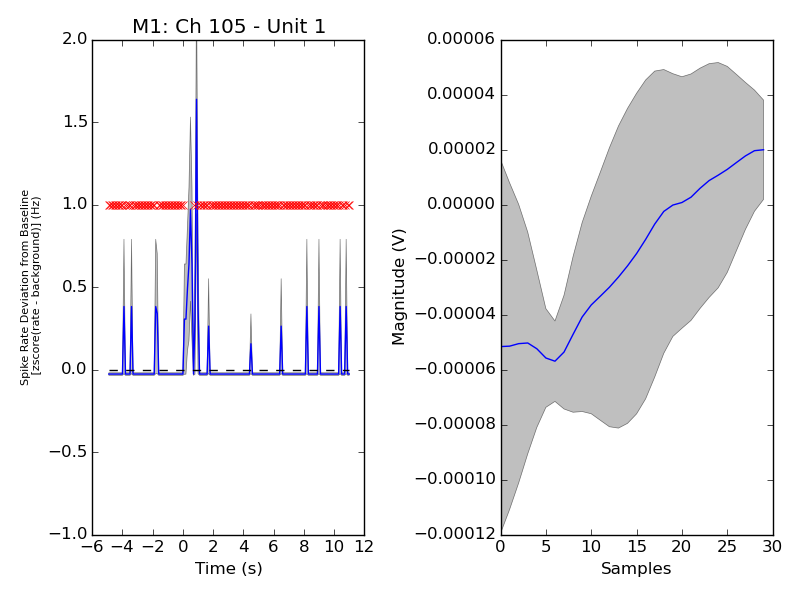 M1: Ch 105 - Unit 1
2.0
1.5
1.0
0.5
0.0
−0.5
−1.0
−6 −4 −2 0 2 4 6 8 10 12
Time (s)
Spike Rate Deviation from Baseline
[zscore(rate - background)] (Hz)
0.00006
0.00004
0.00002
0.00000
−0.00002
−0.00004
−0.00006
−0.00008
−0.00010
−0.00012
0 5 10 15 20 25 30
Samples
Magnitude (V)